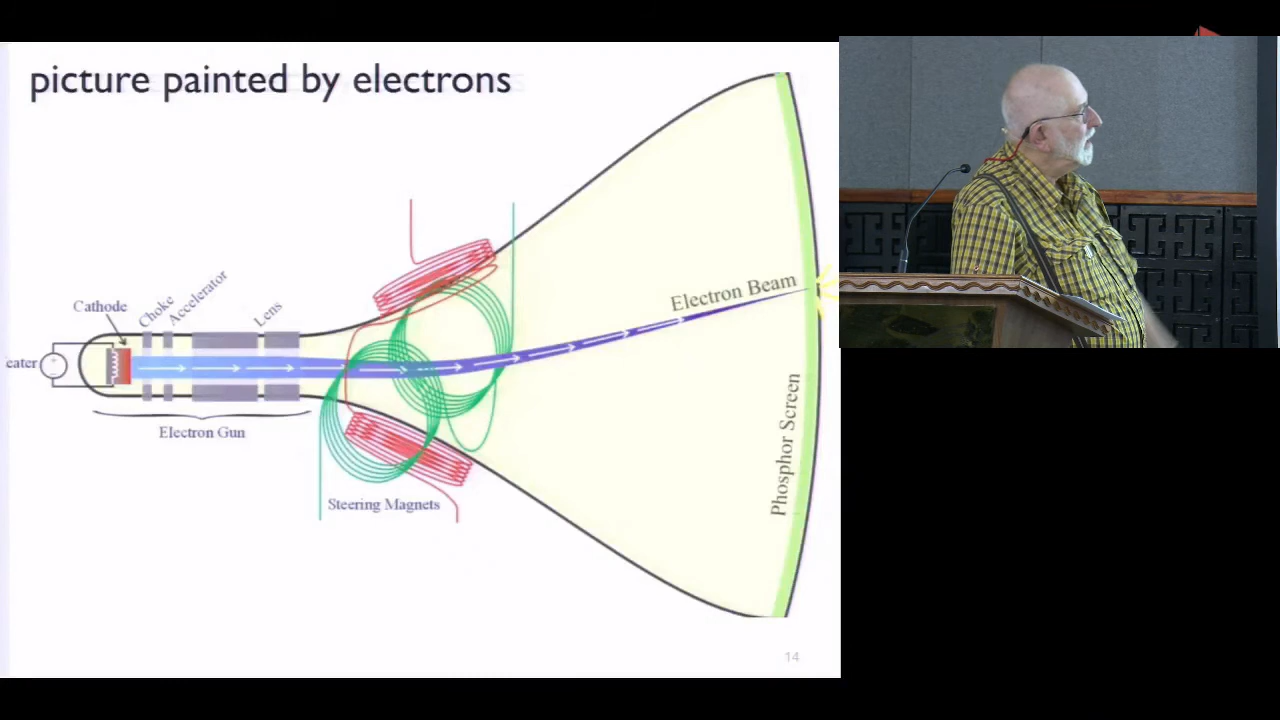 picture painted by electrons
Cathode
Choke
Accelerator
Lens
eater
Electron Gun
Steering Magnets
Electron Beam
Phosphor Screen
14